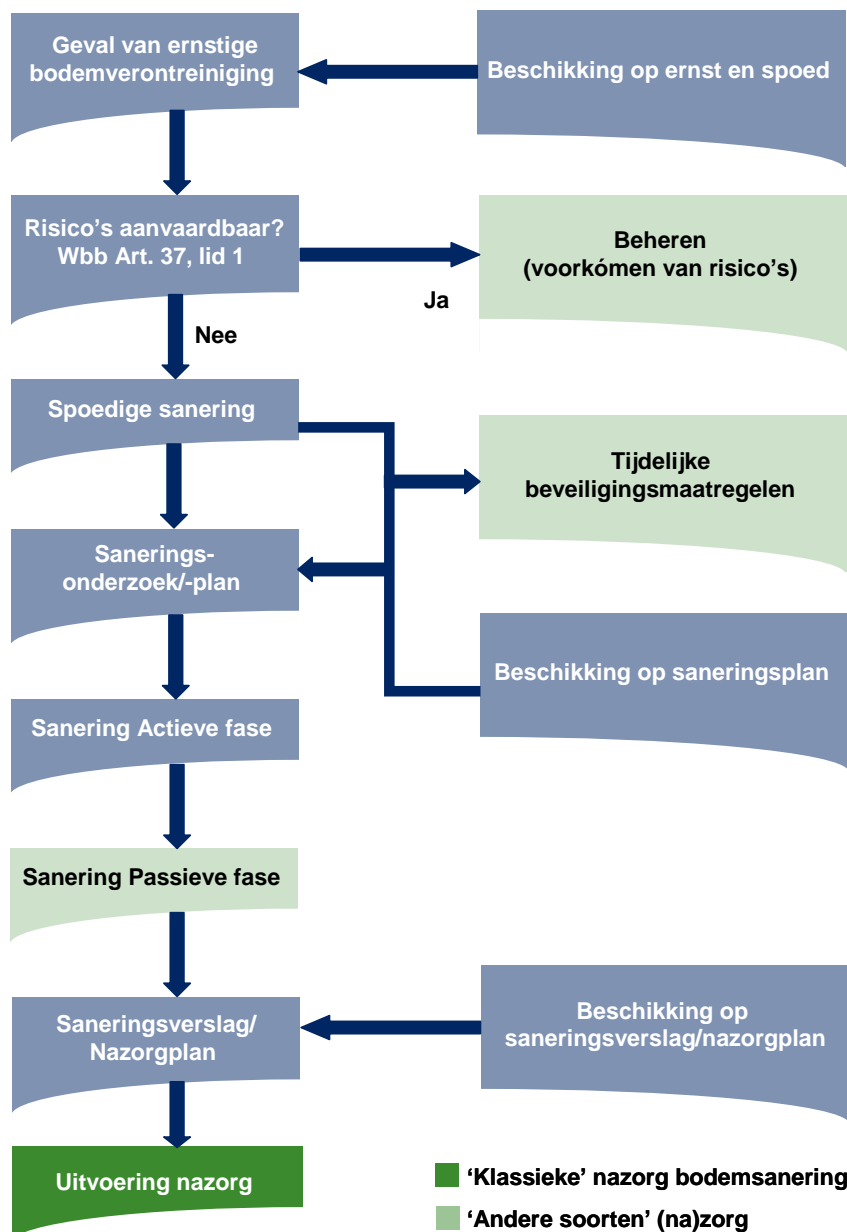 Geval van ernstige
bodemverontreiniging
Beschikking op ernst en spoed
Risico’s aanvaardbaar?
Wbb Art. 37, lid 1
Beheren
(voorkómen van risico’s)
Ja
Nee
Spoedige sanering
Tijdelijke
beveiligingsmaatregelen
Sanerings-
onderzoek/-plan
Beschikking op saneringsplan
Sanering Actieve fase
Sanering Passieve fase
Saneringsverslag/
Nazorgplan
Beschikking op
saneringsverslag/nazorgplan
Uitvoering nazorg
‘Klassieke’ nazorg bodemsanering
‘Andere soorten’ (na)zorg